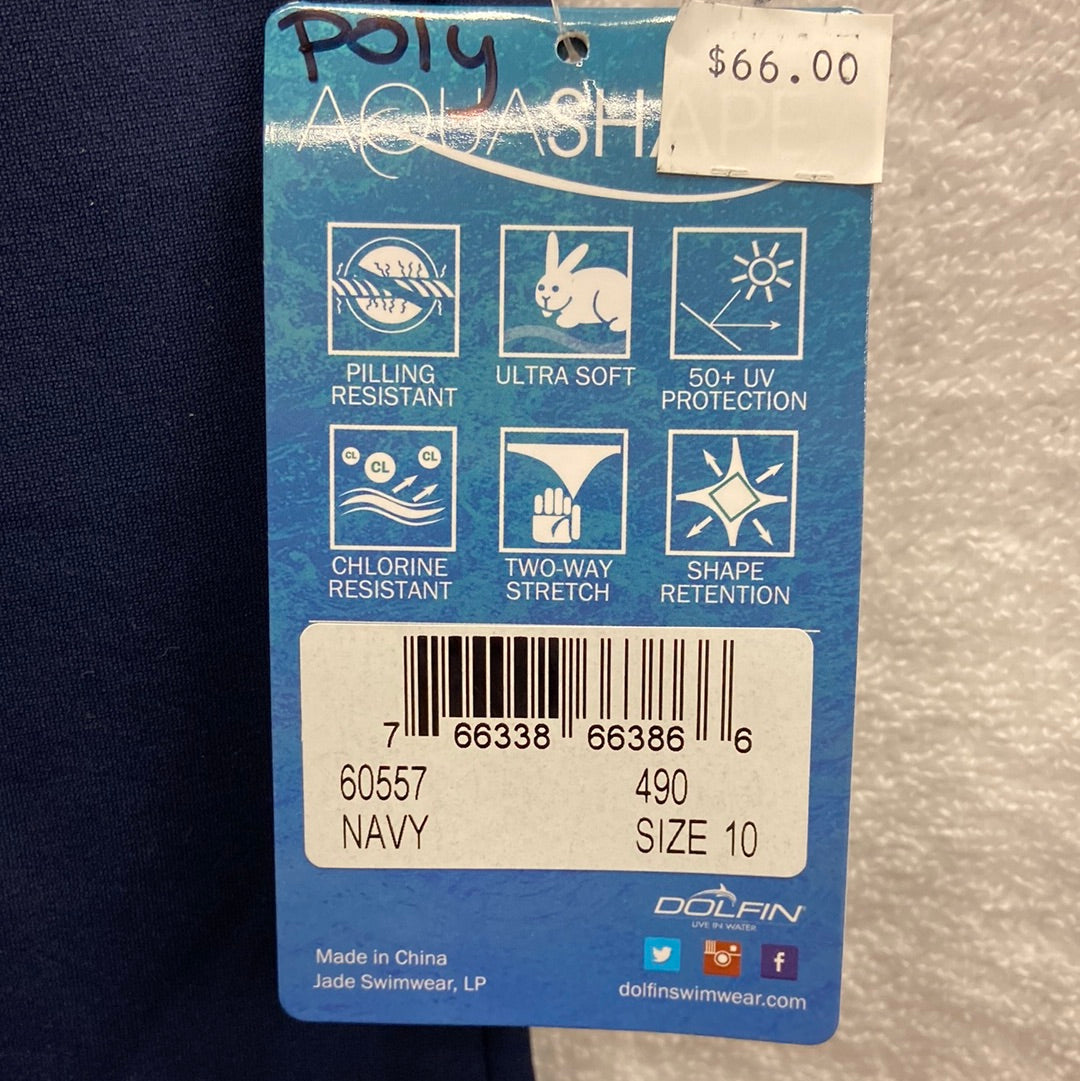 Poly
$66.00
AQUASHAPE
PILLING
RESISTANT
ULTRA SOFT
50+ UV
PROTECTION
CL CL CL
CHLORINE
RESISTANT
TWO-WAY
STRETCH
SHAPE
RETENTION
7 66338 66386 6
60557 490
NAVY SIZE 10
DOLFIN
LIVE IN WATER
Made in China
Jade Swimwear, LP
f
dolfinswimwear.com